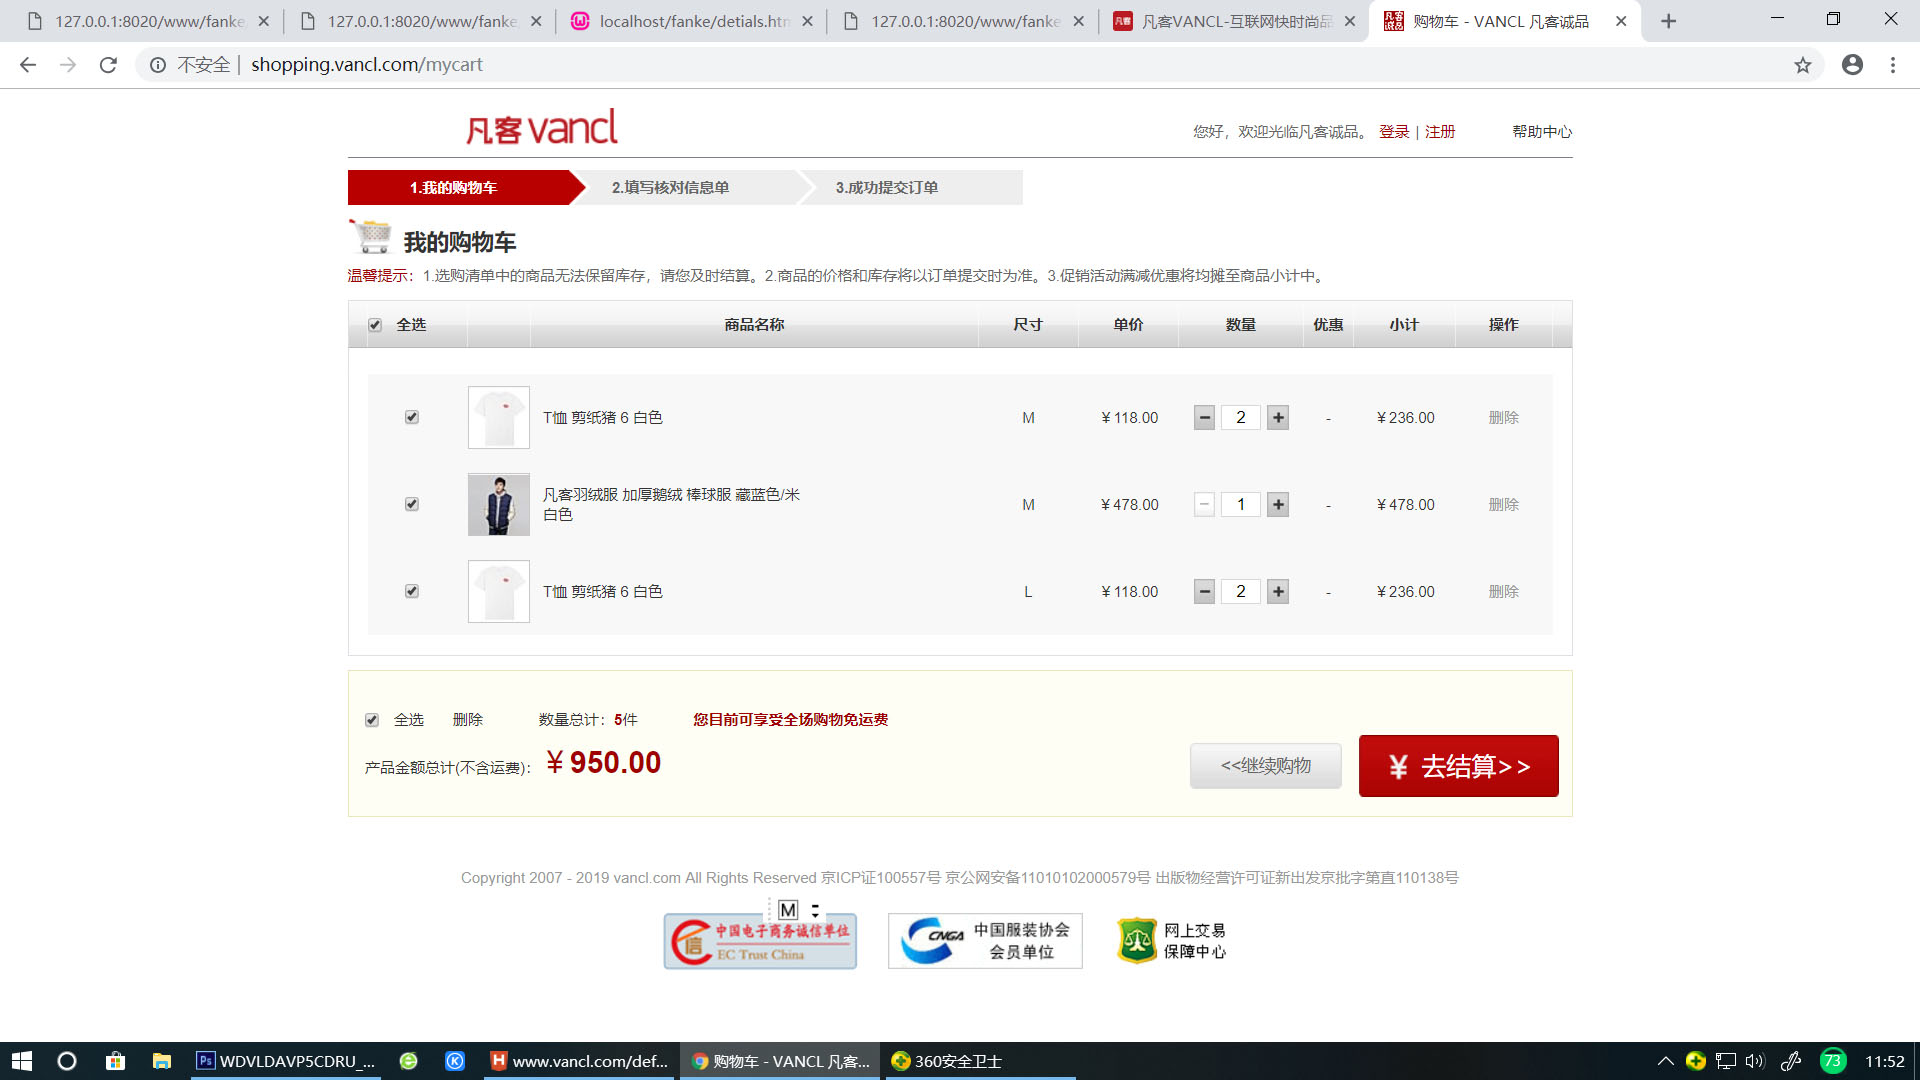 127.0.0.1:8020/www/fanke
127.0.0.1:8020/www/fanke
localhost/fanke/detials.htm
127.0.0.1:8020/www/fanke
凡客VANCL-互联网快时尚品
购物车 - VANCL 凡客诚品
不安全 | shopping.vancl.com/mycart
凡客 vancl
您好，欢迎光临凡客诚品。 登录 | 注册 帮助中心
1.我的购物车 2.填写核对信息单 3.成功提交订单
我的购物车
温馨提示：1.选购清单中的商品无法保留库存，请您及时结算。2.商品的价格和库存将以订单提交时为准。3.促销活动满减优惠将均摊至商品小计中。
全选 商品名称 尺寸 单价 数量 优惠 小计 操作
T恤 剪纸猪 6 白色 M ￥118.00 2 - ￥236.00 删除
凡客羽绒服 加厚鹅绒 棒球服 藏蓝色/米
白色 M ￥478.00 1 - ￥478.00 删除
T恤 剪纸猪 6 白色 L ￥118.00 2 - ￥236.00 删除
全选 删除 数量总计：5件 您目前可享受全场购物免运费
产品金额总计(不含运费)： ￥950.00
<<继续购物
￥ 去结算>>
Copyright 2007 - 2019 vancl.com All Rights Reserved 京ICP证100557号 京公网安备11010102000579号 出版物经营许可证新出发京批字第直110138号
M
信 中国电子商务诚信单位
EC Trust China
CNGA 中国服装协会
会员单位
网上交易
保障中心
Ps WDVLDAVP5CDRU_...
www.vancl.com/def...
购物车 - VANCL 凡客...
360安全卫士
73
11:52